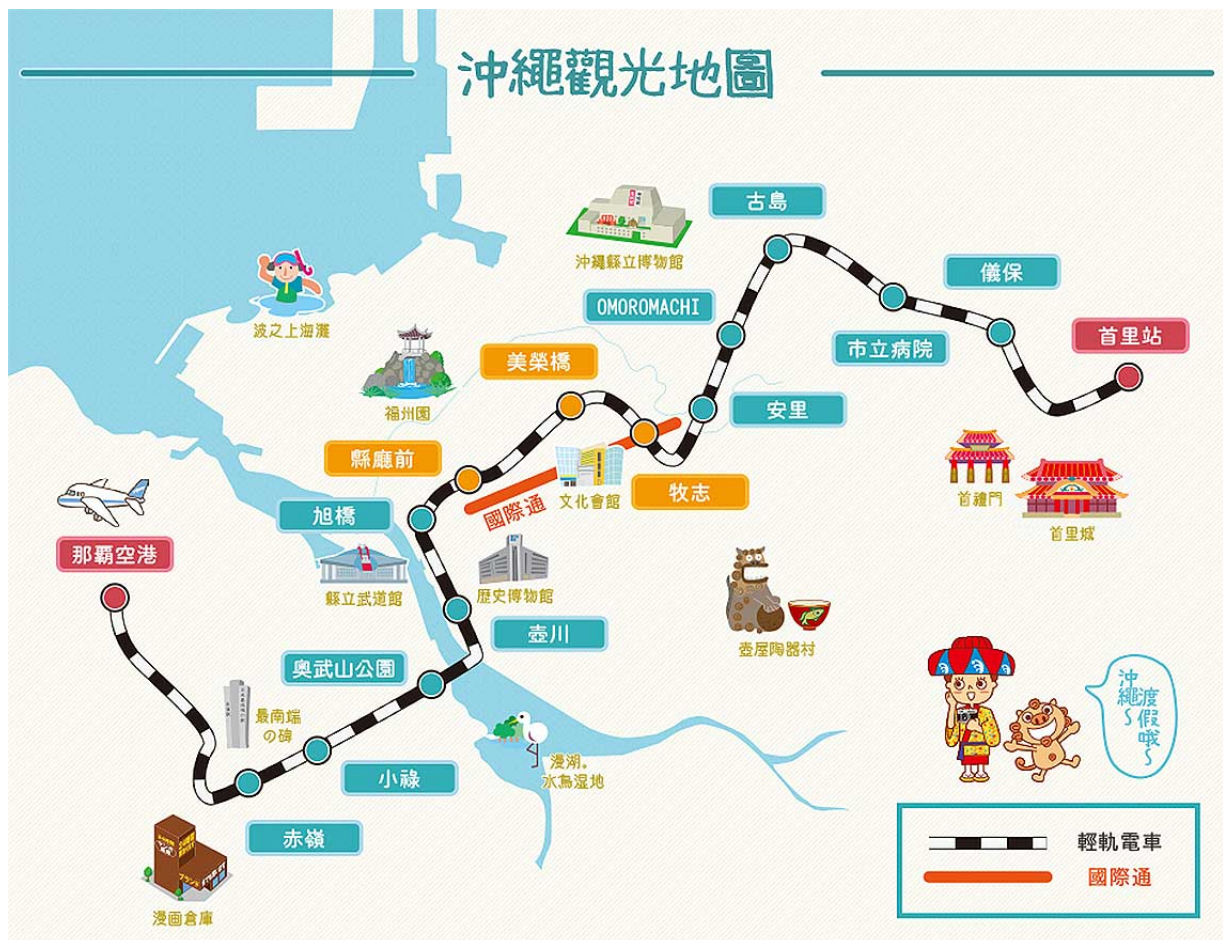 沖繩觀光地圖
古島
沖繩縣立博物館
儀保
OMOROMACHI
波之上海灘
首里站
市立病院
美榮橋
安里
福州園
縣廳前
牧志
文化會館
國際通
首禮門
首里城
旭橋
那霸空港
縣立武道館
歷史博物館
壺川
壺屋陶器村
奧武山公園
沖繩~
渡假哦~
最南端
の碑
小祿
漫湖。
水鳥湿地
赤嶺
漫画倉庫
輕軌電車
國際通